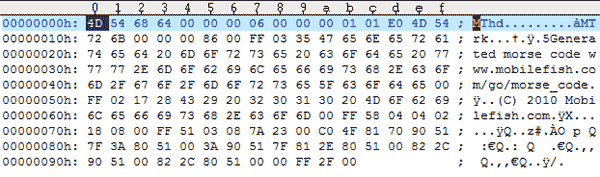 0 1 2 3 4 5 6 7 8 9 a b c d e f
00000000h: 4D 54 68 64 00 00 00 06 00 00 00 01 01 E0 4D 54 ; MThd.........àMT
00000010h: 72 6B 00 00 00 86 00 FF 03 35 47 65 6E 65 72 61 ; rk...†.ÿ.5Genera
00000020h: 74 65 64 20 6D 6F 72 73 65 20 63 6F 64 65 20 77 ; ted morse code w
00000030h: 77 77 2E 6D 6F 62 69 6C 65 66 69 73 68 2E 63 6F ; ww.mobilefish.co
00000040h: 6D 2F 67 6F 2F 6D 6F 72 73 65 5F 63 6F 64 65 00 ; m/go/morse_code.
00000050h: FF 02 17 28 43 29 20 32 30 31 30 20 4D 6F 62 69 ; ÿ..(C) 2010 Mobi
00000060h: 6C 65 66 69 73 68 2E 63 6F 6D 00 FF 58 04 04 02 ; lefish.com.ÿX...
00000070h: 18 08 00 FF 51 03 08 7A 23 00 C0 4F 81 70 90 51 ; ...ÿQ..z#.ÀO p Q
00000080h: 7F 3A 80 51 00 3A 90 51 7F 81 2E 80 51 00 82 2C ; :€Q.: Q .€Q.‚,
00000090h: 90 51 00 82 2C 80 51 00 00 FF 2F 00 ; Q.‚,€Q..ÿ/.